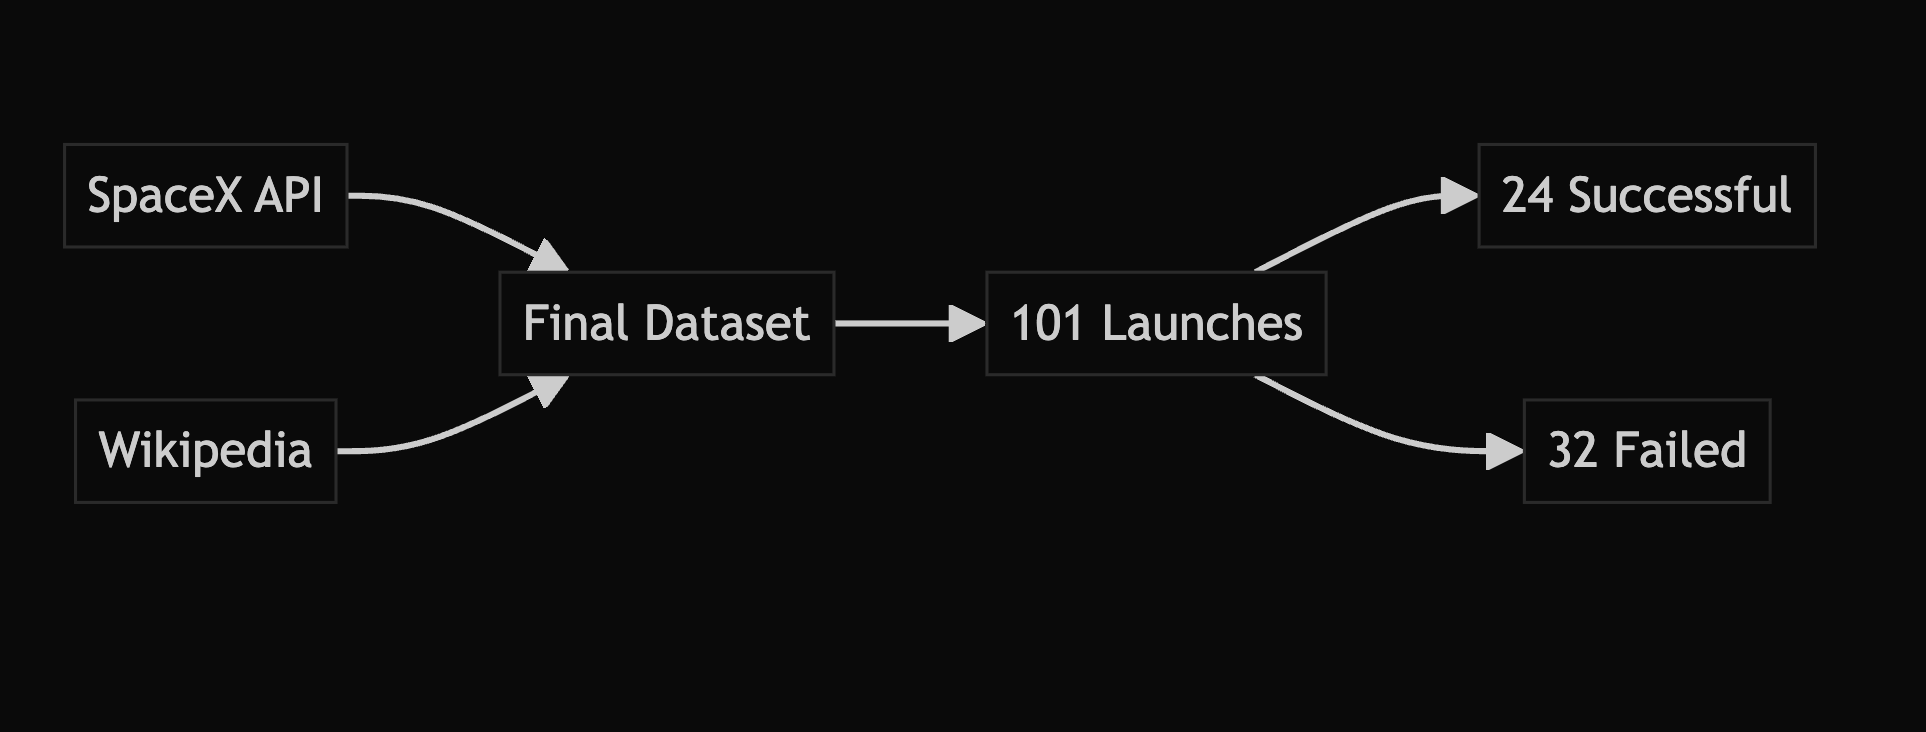 SpaceX API
Wikipedia
Final Dataset
101 Launches
24 Successful
32 Failed